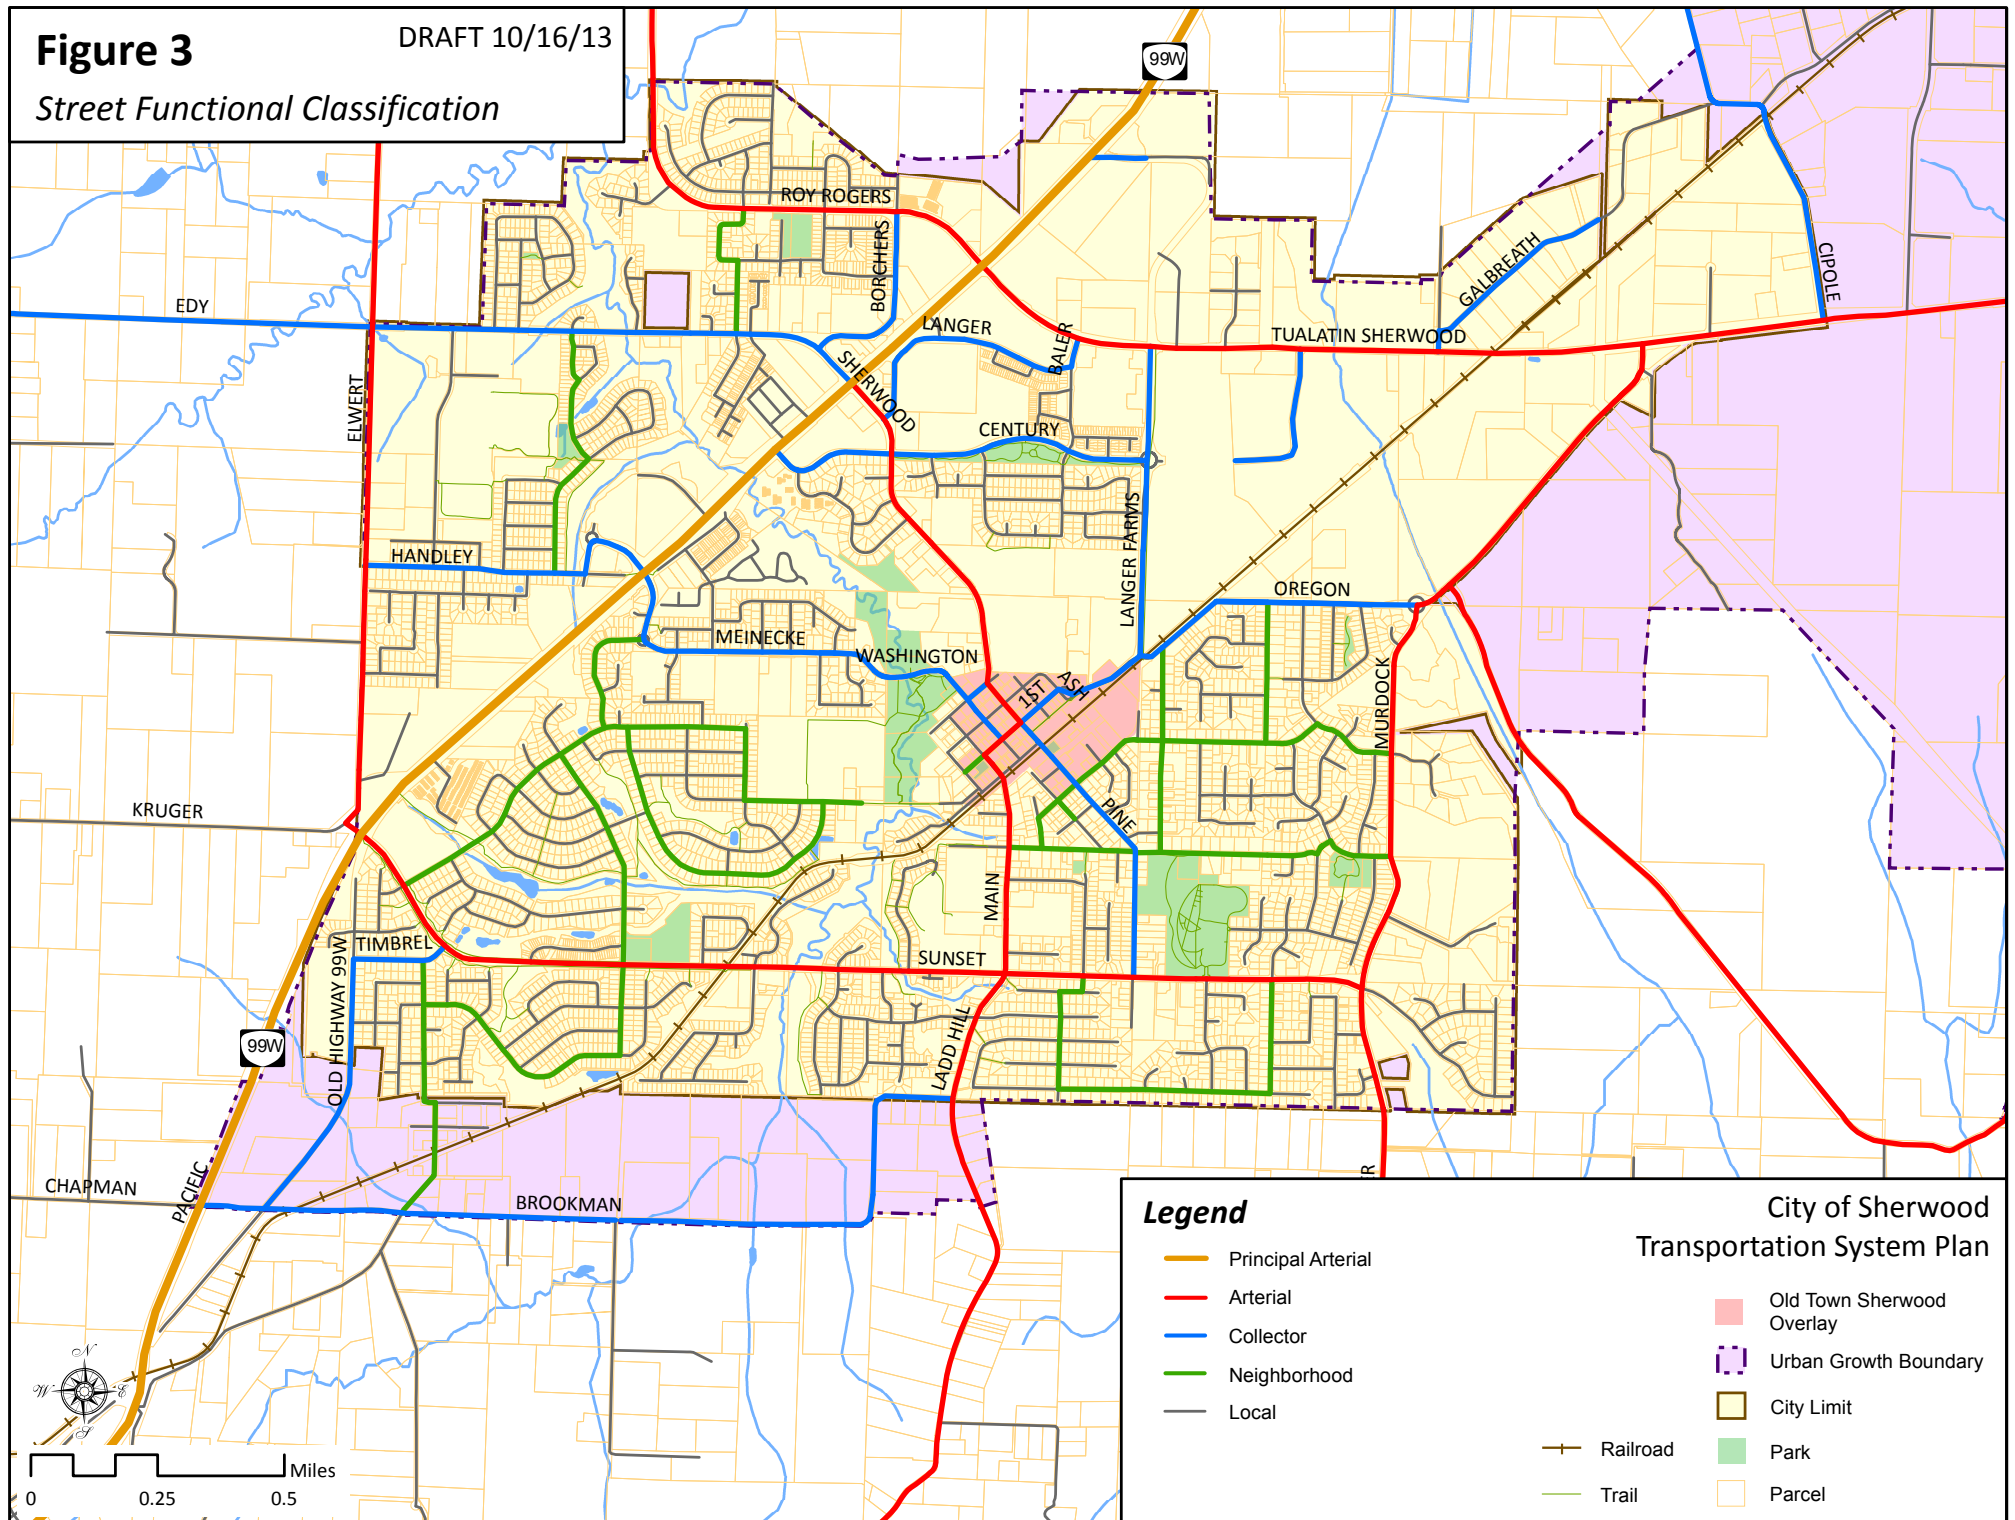 Figure 3
DRAFT 10/16/13
Street Functional Classification
99W
ROY ROGERS
BORCHERS
EDY
ELWERT
SHERWOOD
LANGER
BALER
CENTURY
TUALATIN SHERWOOD
GALBREATH
CIPOLE
HANDLEY
LANGER FARMS
OREGON
MEINECKE
WASHINGTON
1ST
ASH
MURDOCK
KRUGER
PINE
MAIN
TIMBREL
SUNSET
OLD HIGHWAY 99W
LADD HILL
99W
PACIFIC
CHAPMAN
BROOKMAN
ER
Legend
Principal Arterial
Arterial
Collector
Neighborhood
Local
Railroad
Trail
City of Sherwood
Transportation System Plan
Old Town Sherwood
Overlay
Urban Growth Boundary
City Limit
Park
Parcel
N
W
E
S
Miles
0
0.25
0.5